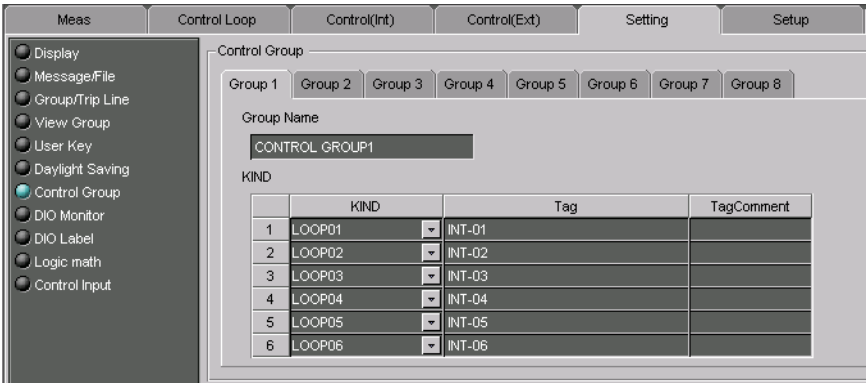 Meas Control Loop Control(Int) Control(Ext) Setting Setup
Display
Message/File
Group/Trip Line
View Group
User Key
Daylight Saving
Control Group
DIO Monitor
DIO Label
Logic math
Control Input
Control Group
Group 1 Group 2 Group 3 Group 4 Group 5 Group 6 Group 7 Group 8
Group Name
CONTROL GROUP1
KIND
KIND Tag TagComment
1 LOOP01 INT-01
2 LOOP02 INT-02
3 LOOP03 INT-03
4 LOOP04 INT-04
5 LOOP05 INT-05
6 LOOP06 INT-06